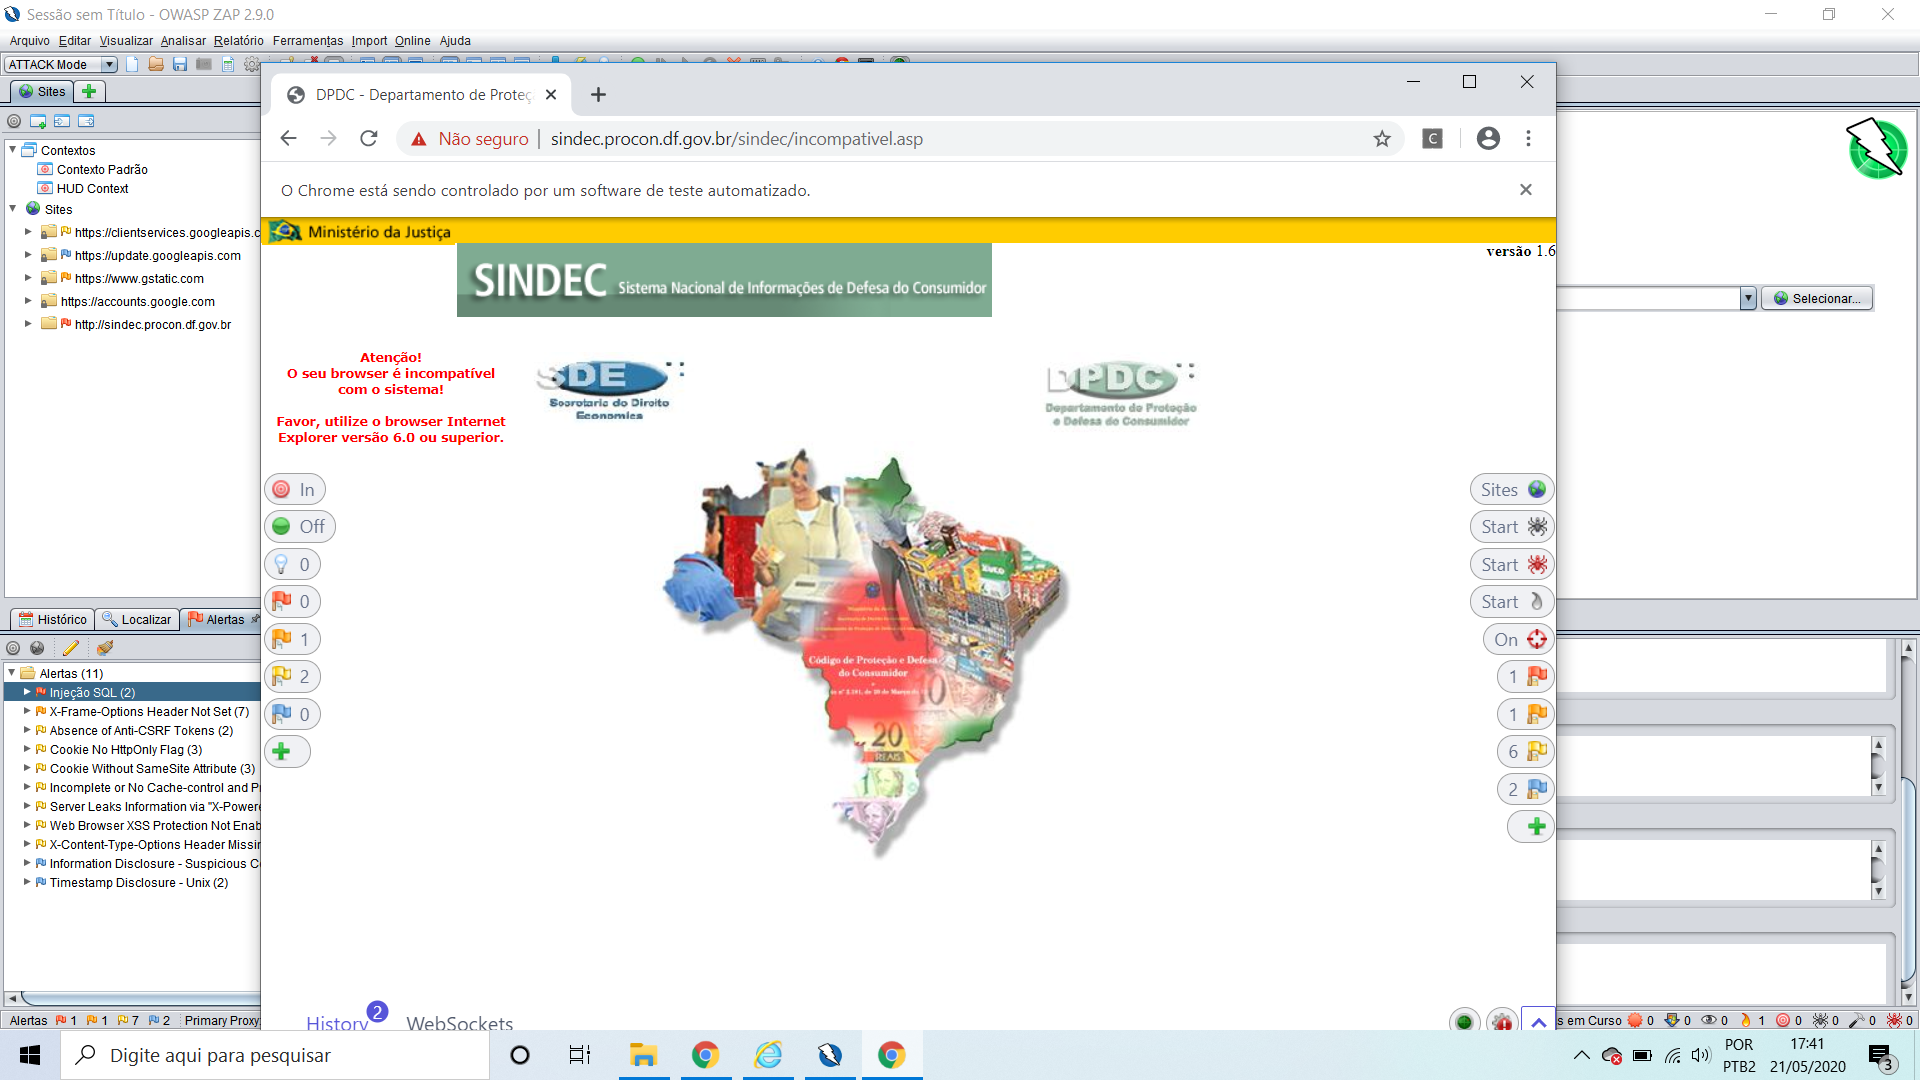 Sessão sem Título - OWASP ZAP 2.9.0
Arquivo Editar Visualizar Analisar Relatório Ferramentas Import Online Ajuda
ATTACK Mode
Sites
Contextos
Contexto Padrão
HUD Context
Sites
https://clientservices.googleapis.c
https://update.googleapis.com
https://www.gstatic.com
https://accounts.google.com
http://sindec.procon.df.gov.br
Histórico Localizar Alertas
Alertas (11)
Injeção SQL (2)
X-Frame-Options Header Not Set (7)
Absence of Anti-CSRF Tokens (2)
Cookie No HttpOnly Flag (3)
Cookie Without SameSite Attribute (3)
Incomplete or No Cache-control and P
Server Leaks Information via "X-Powere
Web Browser XSS Protection Not Enab
X-Content-Type-Options Header Missi
Information Disclosure - Suspicious C
Timestamp Disclosure - Unix (2)
Alertas 1 1 7 2 Primary Proxy
DPDC - Departamento de Proteç
Não seguro | sindec.procon.df.gov.br/sindec/incompativel.asp
C
O Chrome está sendo controlado por um software de teste automatizado.
Ministério da Justiça
versão 1.6
SINDEC Sistema Nacional de Informações de Defesa do Consumidor
Atenção!
O seu browser é incompatível
com o sistema!
Favor, utilize o browser Internet
Explorer versão 6.0 ou superior.
SDE
Secretaria do Direito
Economica
DPDC
Departamento de Proteção
e Defesa do Consumidor
Código de Proteção e Defesa
do Consumidor
10
20
REAIS
In
Off
0
0
1
2
0
Sites
Start
Start
Start
On
1
1
6
2
History 2 WebSockets
Selecionar...
s em Curso 0 0 0 1 0 0 0 0
Digite aqui para pesquisar
POR
PTB2
17:41
21/05/2020
3